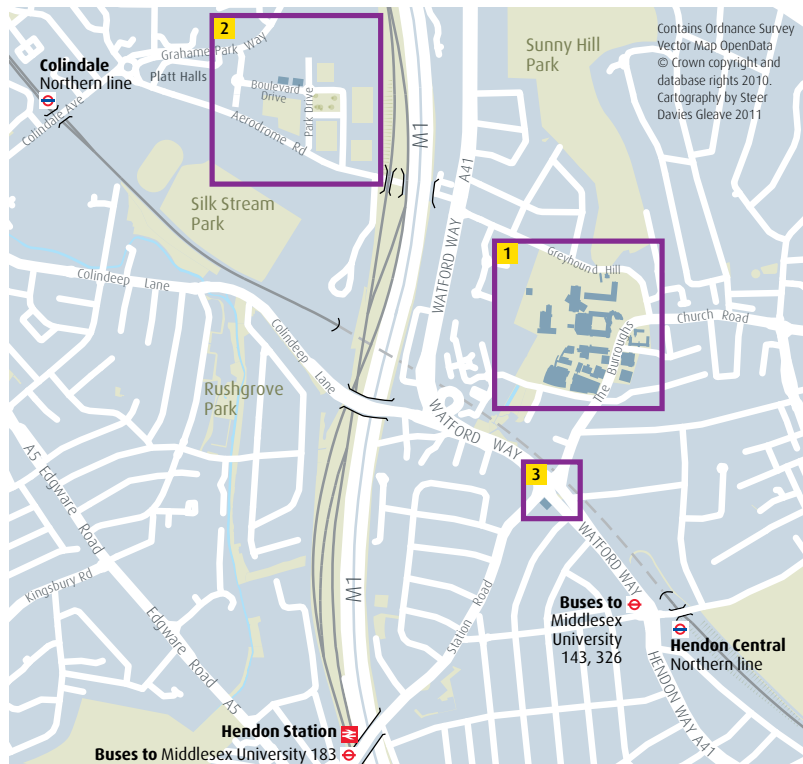 2
Grahame Park Way
Colindale
Northern line
Platt Halls
Boulevard
Drive
Park Drive
Colindale Ave
Aerodrome Rd
M1
A41
WATFORD WAY
Sunny Hill
Park
Contains Ordnance Survey
Vector Map OpenData
© Crown copyright and
database rights 2010.
Cartography by Steer
Davies Gleave 2011
Silk Stream
Park
1
Greyhound Hill
Church Road
The Burroughs
Colindeep Lane
Colindeep Lane
Rushgrove
Park
WATFORD WAY
3
A5 Edgware Road
Kingsbury Rd
Edgware Road A5
M1
Station Road
WATFORD WAY
Buses to
Middlesex
University
143, 326
Hendon Central
Northern line
HENDON WAY A41
Hendon Station
Buses to Middlesex University 183